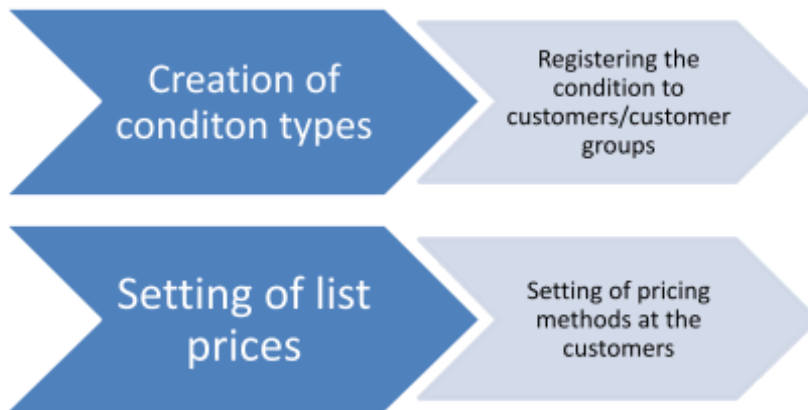 Creation of
conditon types
Registering the
condition to
customers/customer
groups
Setting of list
prices
Setting of pricing
methods at the
customers